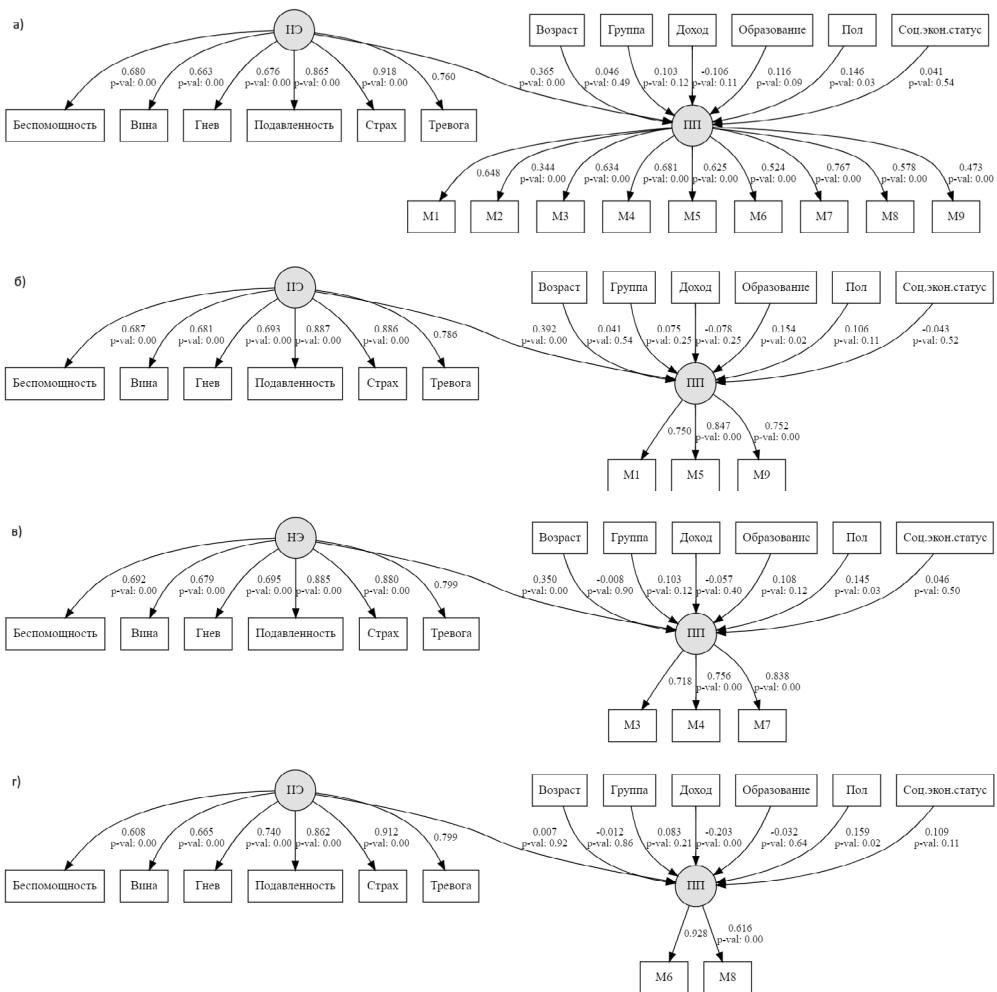 а)
НЭ
Возраст Группа Доход Образование Пол Соц.экон.статус
0.680 0.663 0.676 0.865 0.918 0.760 0.365 0.046 0.103 -0.106 0.116 0.146 0.041
p-val: 0.00 p-val: 0.00 p-val: 0.00 p-val: 0.00 p-val: 0.00 p-val: 0.00 p-val: 0.49 p-val: 0.12 p-val: 0.11 p-val: 0.09 p-val: 0.03 p-val: 0.54
Беспомощность Вина Гнев Подавленность Страх Тревога
ПП
0.648 0.344 0.634 0.681 0.625 0.524 0.767 0.578 0.473
p-val: 0.00 p-val: 0.00 p-val: 0.00 p-val: 0.00 p-val: 0.00 p-val: 0.00 p-val: 0.00 p-val: 0.00
М1 М2 М3 М4 М5 М6 М7 М8 М9
б)
НЭ
Возраст Группа Доход Образование Пол Соц.экон.статус
0.687 0.681 0.693 0.887 0.886 0.786 0.392 0.041 0.075 -0.078 0.154 0.106 -0.043
p-val: 0.00 p-val: 0.00 p-val: 0.00 p-val: 0.00 p-val: 0.00 p-val: 0.00 p-val: 0.54 p-val: 0.25 p-val: 0.25 p-val: 0.02 p-val: 0.11 p-val: 0.52
Беспомощность Вина Гнев Подавленность Страх Тревога
ПП
0.750 0.847 0.752
p-val: 0.00 p-val: 0.00
М1 М5 М9
в)
НЭ
Возраст Группа Доход Образование Пол Соц.экон.статус
0.692 0.679 0.695 0.885 0.880 0.799 0.350 -0.008 0.103 -0.057 0.108 0.145 0.046
p-val: 0.00 p-val: 0.00 p-val: 0.00 p-val: 0.00 p-val: 0.00 p-val: 0.00 p-val: 0.90 p-val: 0.12 p-val: 0.40 p-val: 0.12 p-val: 0.03 p-val: 0.50
Беспомощность Вина Гнев Подавленность Страх Тревога
ПП
0.718 0.756 0.838
p-val: 0.00 p-val: 0.00
М3 М4 М7
г)
НЭ
Возраст Группа Доход Образование Пол Соц.экон.статус
0.608 0.665 0.740 0.862 0.912 0.799 0.007 -0.012 0.083 -0.203 -0.032 0.159 0.109
p-val: 0.00 p-val: 0.00 p-val: 0.00 p-val: 0.00 p-val: 0.00 p-val: 0.92 p-val: 0.86 p-val: 0.21 p-val: 0.00 p-val: 0.64 p-val: 0.02 p-val: 0.11
Беспомощность Вина Гнев Подавленность Страх Тревога
ПП
0.928 0.616
p-val: 0.00
М6 М8